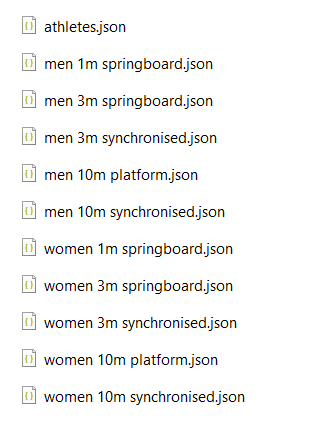 athletes.json
men 1m springboard.json
men 3m springboard.json
men 3m synchronised.json
men 10m platform.json
men 10m synchronised.json
women 1m springboard.json
women 3m springboard.json
women 3m synchronised.json
women 10m platform.json
women 10m synchronised.json